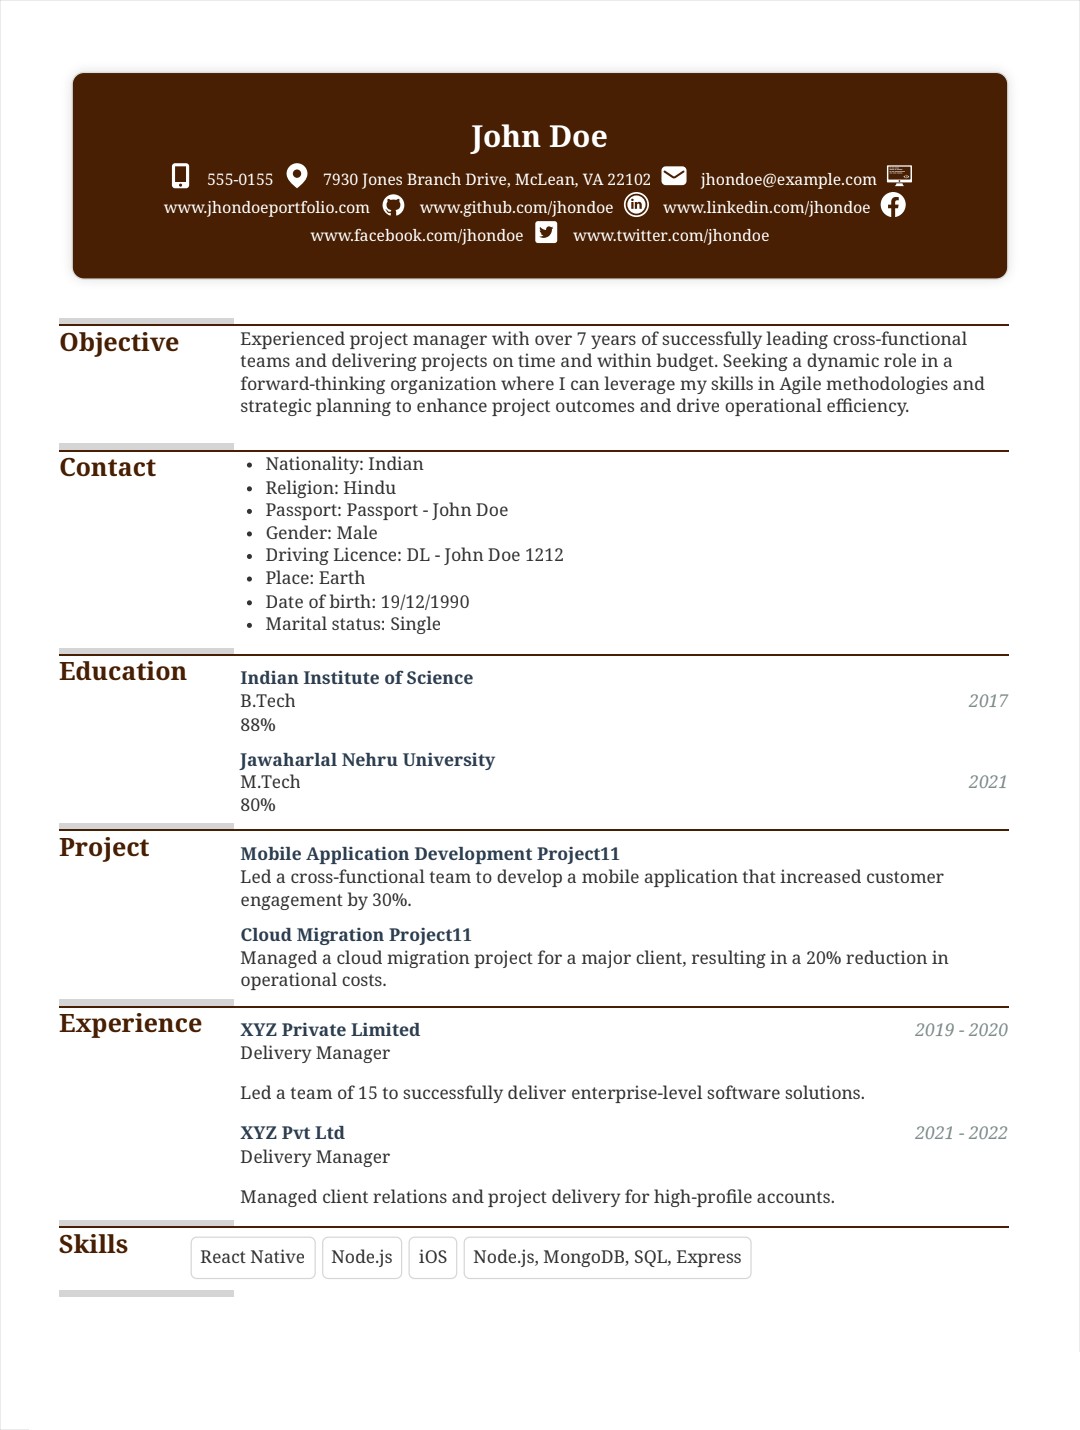 John Doe
555-0155 7930 Jones Branch Drive, McLean, VA 22102 jhondoe@example.com
www.jhondoeportfolio.com www.github.com/jhondoe www.linkedin.com/jhondoe
www.facebook.com/jhondoe www.twitter.com/jhondoe
Objective
Experienced project manager with over 7 years of successfully leading cross-functional
teams and delivering projects on time and within budget. Seeking a dynamic role in a
forward-thinking organization where I can leverage my skills in Agile methodologies and
strategic planning to enhance project outcomes and drive operational efficiency.
Contact
• Nationality: Indian
• Religion: Hindu
• Passport: Passport - John Doe
• Gender: Male
• Driving Licence: DL - John Doe 1212
• Place: Earth
• Date of birth: 19/12/1990
• Marital status: Single
Education
Indian Institute of Science
B.Tech 2017
88%
Jawaharlal Nehru University
M.Tech 2021
80%
Project
Mobile Application Development Project11
Led a cross-functional team to develop a mobile application that increased customer
engagement by 30%.
Cloud Migration Project11
Managed a cloud migration project for a major client, resulting in a 20% reduction in
operational costs.
Experience
XYZ Private Limited 2019 - 2020
Delivery Manager
Led a team of 15 to successfully deliver enterprise-level software solutions.
XYZ Pvt Ltd 2021 - 2022
Delivery Manager
Managed client relations and project delivery for high-profile accounts.
Skills
React Native Node.js iOS Node.js, MongoDB, SQL, Express